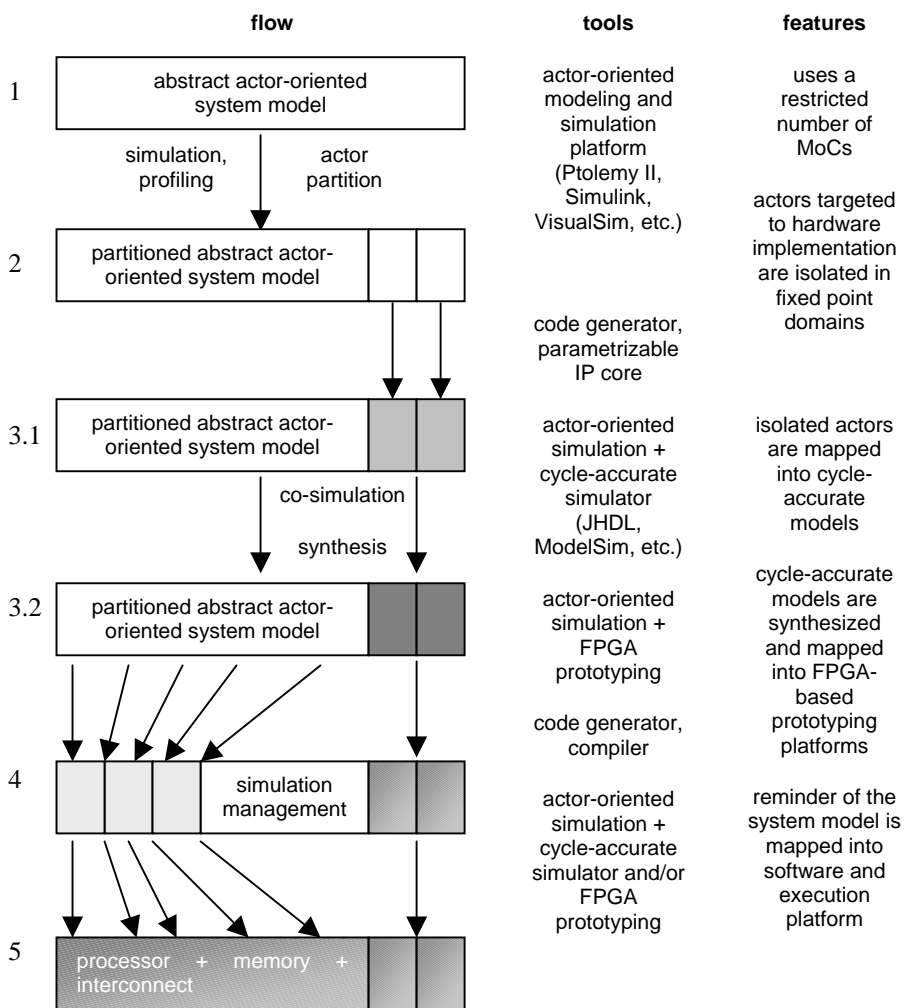 flow
tools
features
1
abstract actor-oriented
system model
simulation,
profiling
actor
partition
actor-oriented
modeling and
simulation
platform
(Ptolemy II,
Simulink,
VisualSim, etc.)
uses a
restricted
number of
MoCs
2
partitioned abstract actor-
oriented system model
actors targeted
to hardware
implementation
are isolated in
fixed point
domains
code generator,
parametrizable
IP core
3.1
partitioned abstract actor-
oriented system model
co-simulation
synthesis
actor-oriented
simulation +
cycle-accurate
simulator
(JHDL,
ModelSim, etc.)
isolated actors
are mapped
into cycle-
accurate
models
3.2
partitioned abstract actor-
oriented system model
actor-oriented
simulation +
FPGA
prototyping
cycle-accurate
models are
synthesized
and mapped
into FPGA-
based
prototyping
platforms
code generator,
compiler
4
simulation
management
actor-oriented
simulation +
cycle-accurate
simulator and/or
FPGA
prototyping
reminder of the
system model is
mapped into
software and
execution
platform
5
processor + memory +
interconnect